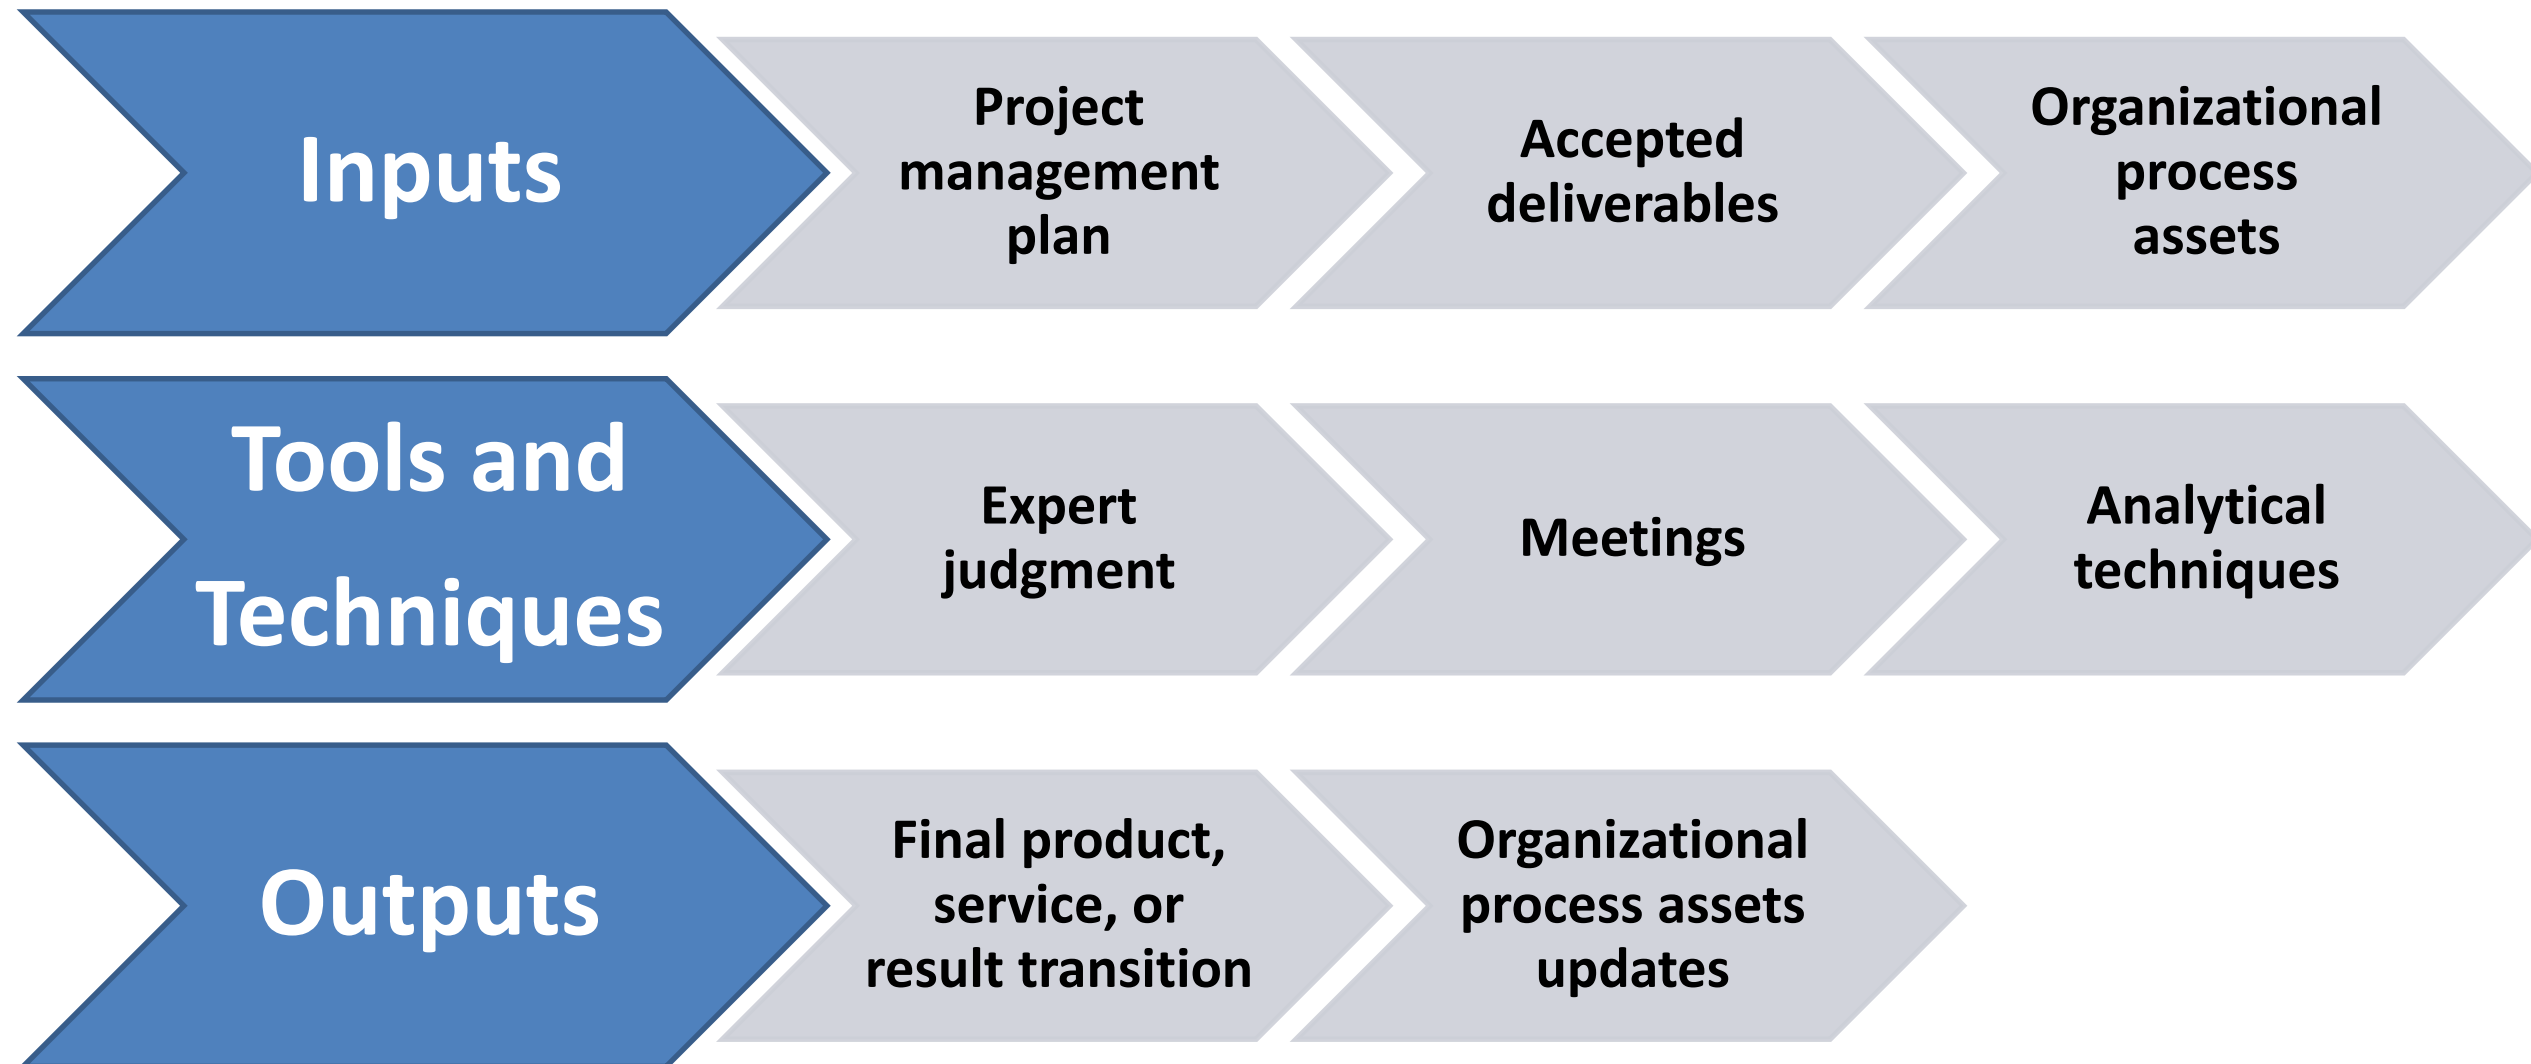 Inputs
Project
management
plan
Accepted
deliverables
Organizational
process
assets
Tools and
Techniques
Expert
judgment
Meetings
Analytical
techniques
Outputs
Final product,
service, or
result transition
Organizational
process assets
updates